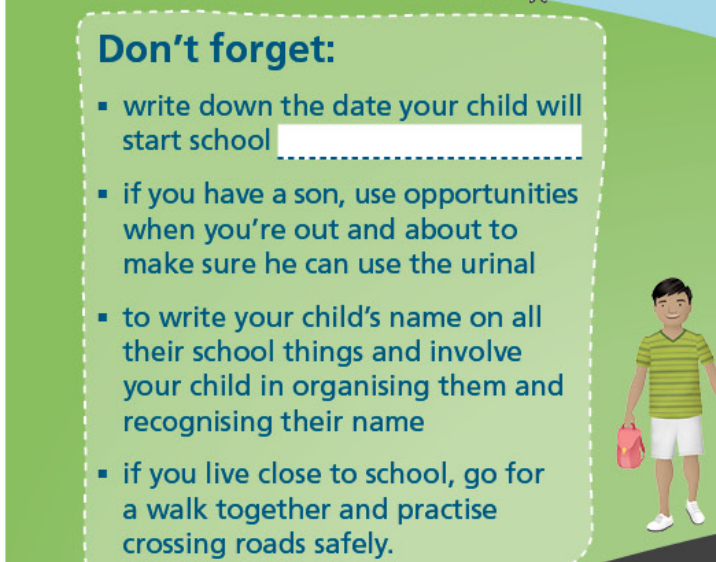 Don't forget:
▪ write down the date your child will
start school
▪ if you have a son, use opportunities
when you're out and about to
make sure he can use the urinal
▪ to write your child's name on all
their school things and involve
your child in organising them and
recognising their name
▪ if you live close to school, go for
a walk together and practise
crossing roads safely.